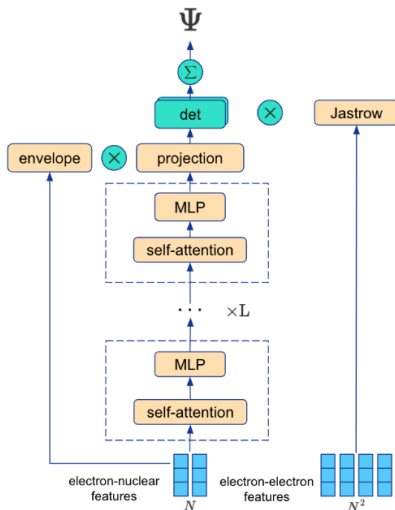 Ψ
Σ
det
×
Jastrow
envelope
×
projection
MLP
self-attention
··· ×L
MLP
self-attention
electron-nuclear
features
electron-electron
features
N
N²